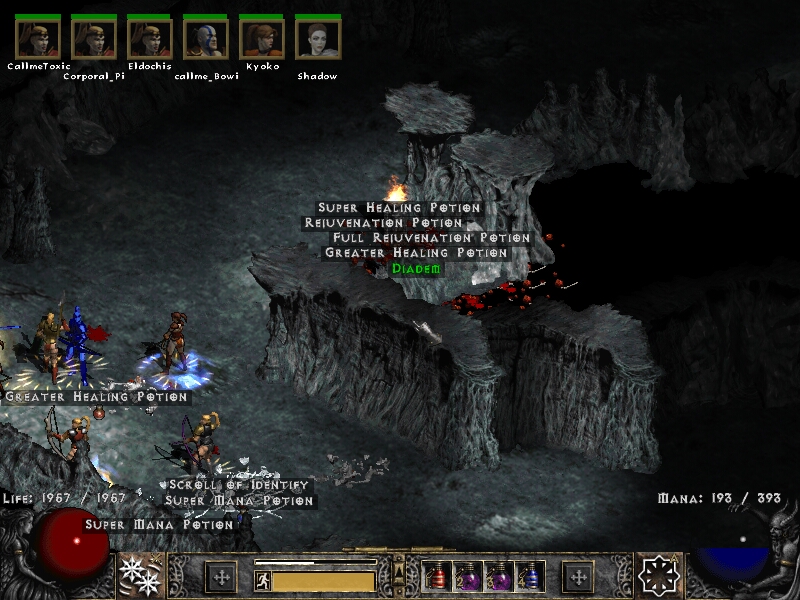 CallmeToxic
Corporal_Pi
Eldochis
callme_Bowi
Kyoko
Shadow
Super Healing Potion
Rejuvenation Potion
Full Rejuvenation Potion
Greater Healing Potion
Diadem
Greater Healing Potion
Scroll of Identify
Life: 1967 / 1967
Super Mana Potion
Mana: 193 / 393
Super Mana Potion